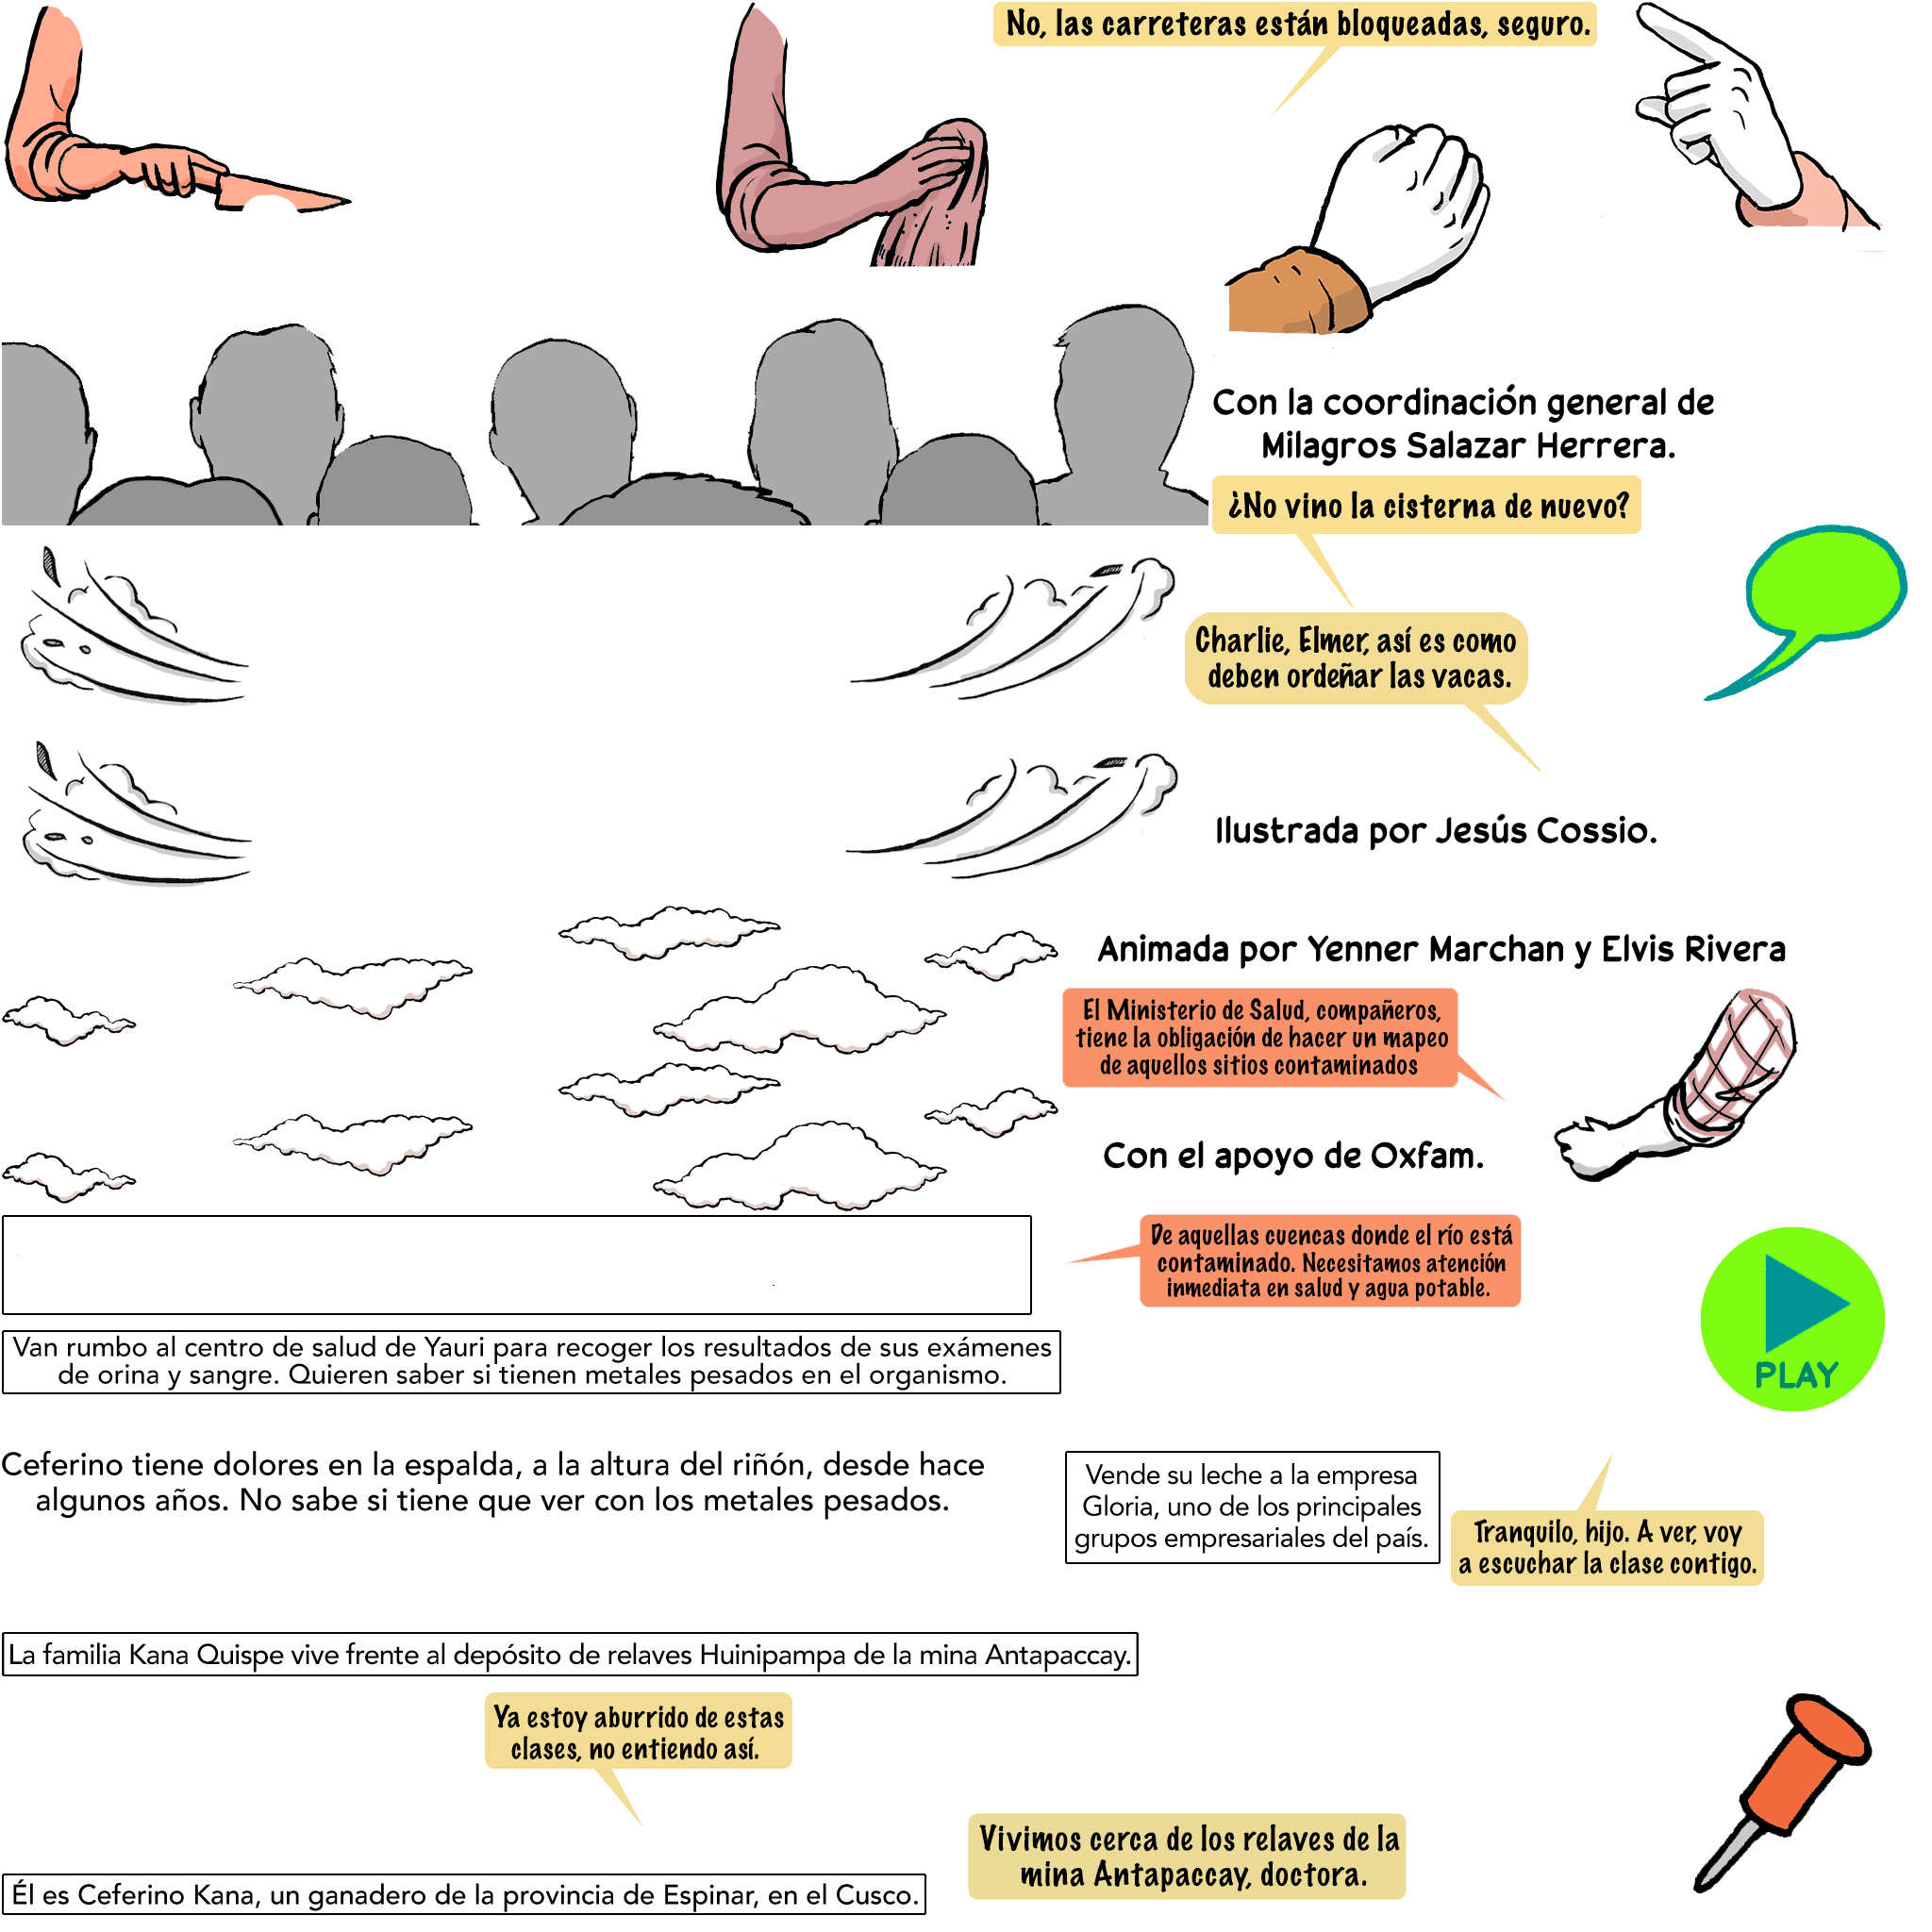 No, las carreteras están bloqueadas, seguro.
Con la coordinación general de
Milagros Salazar Herrera.
¿No vino la cisterna de nuevo?
Charlie, Elmer, así es como
deben ordeñar las vacas.
Ilustrada por Jesús Cossio.
Animada por Yenner Marchan y Elvis Rivera
El Ministerio de Salud, compañeros,
tiene la obligación de hacer un mapeo
de aquellos sitios contaminados
Con el apoyo de Oxfam.
De aquellas cuencas donde el río está
contaminado. Necesitamos atención
inmediata en salud y agua potable.
Van rumbo al centro de salud de Yauri para recoger los resultados de sus exámenes
de orina y sangre. Quieren saber si tienen metales pesados en el organismo.
PLAY
Ceferino tiene dolores en la espalda, a la altura del riñón, desde hace
algunos años. No sabe si tiene que ver con los metales pesados.
Vende su leche a la empresa
Gloria, uno de los principales
grupos empresariales del país.
Tranquilo, hijo. A ver, voy
a escuchar la clase contigo.
La familia Kana Quispe vive frente al depósito de relaves Huinipampa de la mina Antapaccay.
Ya estoy aburrido de estas
clases, no entiendo así.
Vivimos cerca de los relaves de la
mina Antapaccay, doctora.
Él es Ceferino Kana, un ganadero de la provincia de Espinar, en el Cusco.